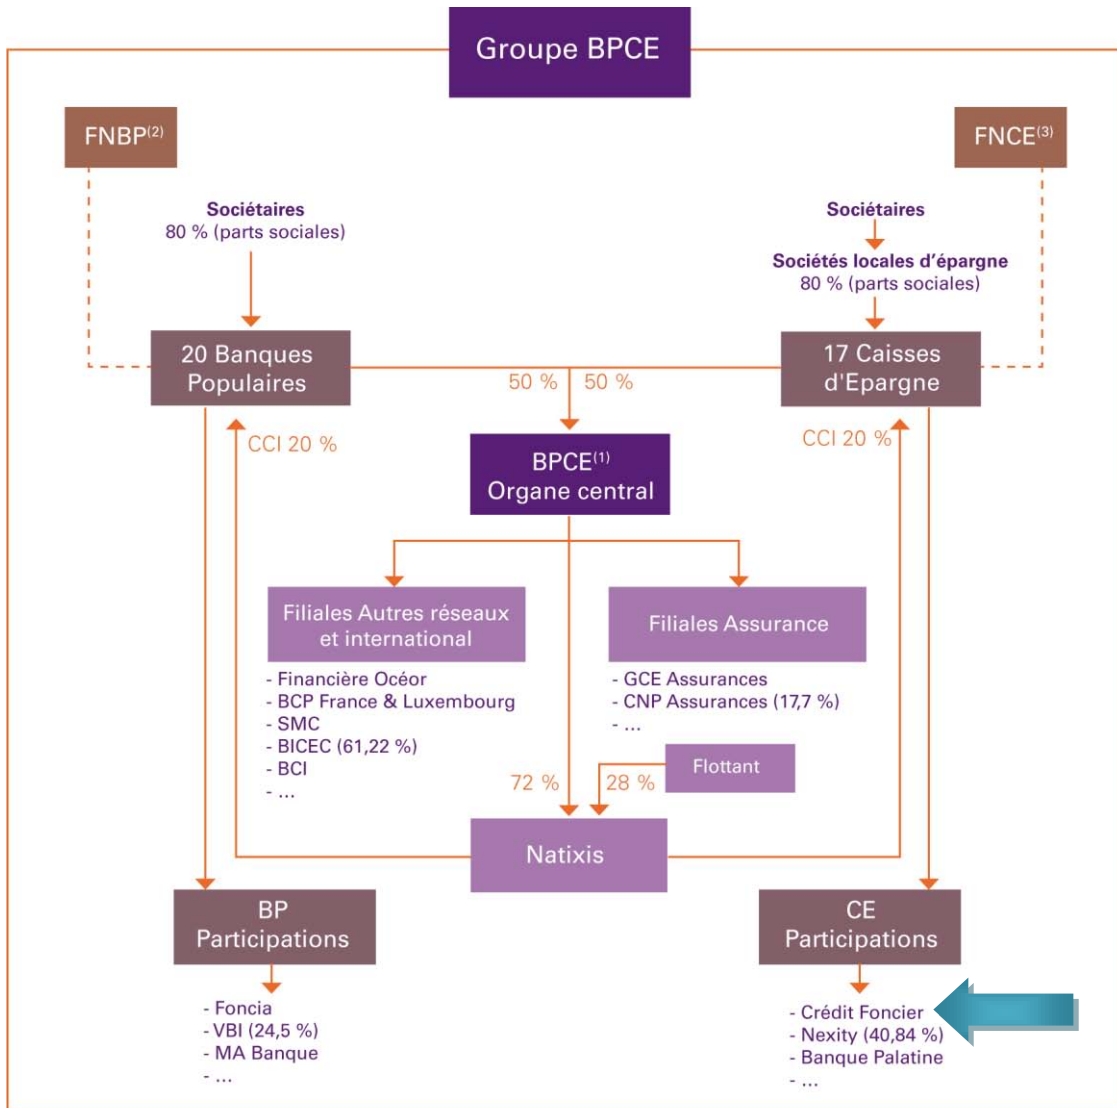 Groupe BPCE
FNBP(2)
FNCE(3)
Sociétaires
80 % (parts sociales)
Sociétaires
Sociétés locales d'épargne
80 % (parts sociales)
20 Banques
Populaires
17 Caisses
d'Epargne
50 %
50 %
CCI 20 %
CCI 20 %
BPCE(1)
Organe central
Filiales Autres réseaux
et international
Filiales Assurance
- Financière Océor
- BCP France & Luxembourg
- SMC
- BICEC (61,22 %)
- BCI
- ...
- GCE Assurances
- CNP Assurances (17,7 %)
- ...
Flottant
72 %
28 %
Natixis
BP
Participations
CE
Participations
- Foncia
- VBI (24,5 %)
- MA Banque
- ...
- Crédit Foncier
- Nexity (40,84 %)
- Banque Palatine
- ...